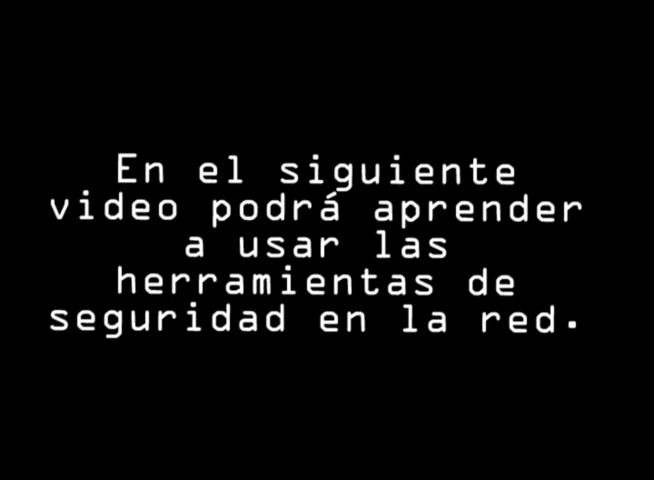 En el siguiente
video podrá aprender
a usar las
herramientas de
seguridad en la red.